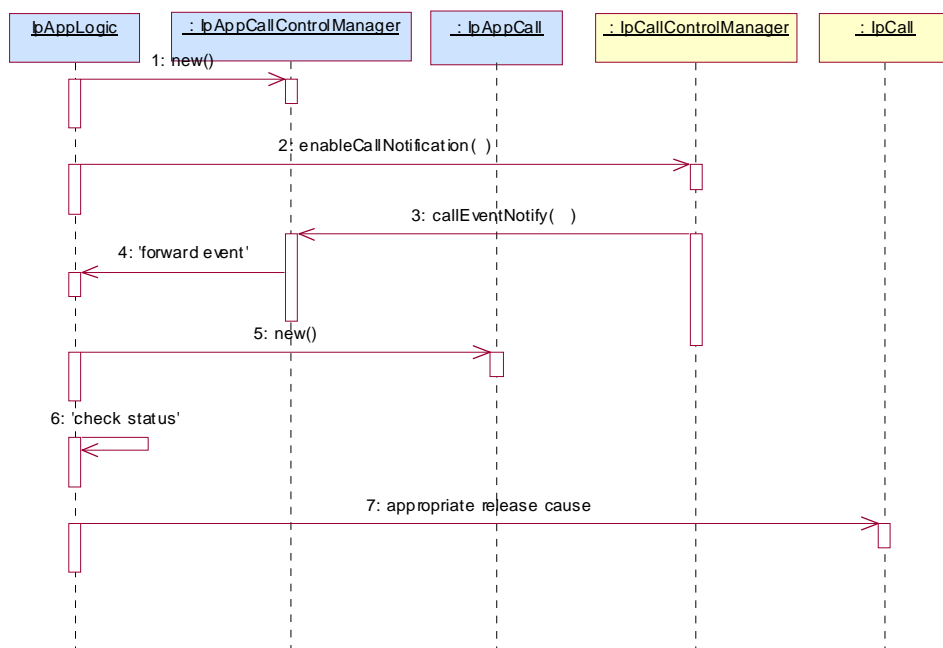 IpAppLogic
: IpAppCallControlManager
: IpAppCall
: IpCallControlManager
: IpCall
1: new()
2: enableCallNotification( )
3: callEventNotify( )
4: 'forward event'
5: new()
6: 'check status'
7: appropriate release cause